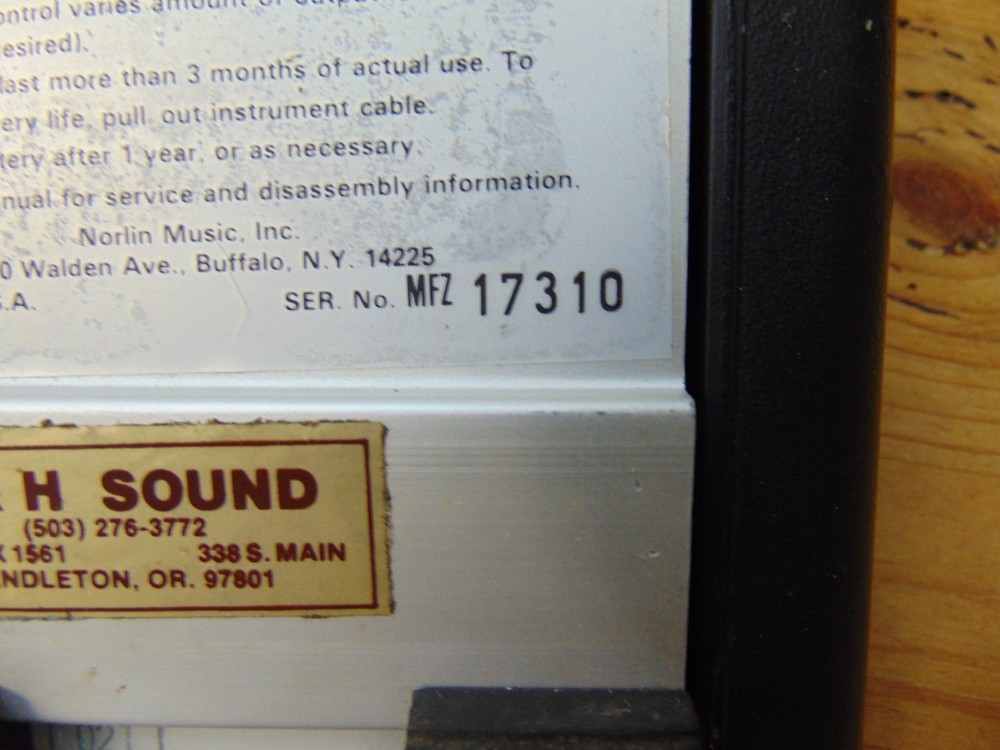 ontrol varies amount of output
esired).
last more than 3 months of actual use. To
ery life, pull out instrument cable.
tery after 1 year, or as necessary.
nual for service and disassembly information.
Norlin Music, Inc.
0 Walden Ave., Buffalo, N.Y. 14225
S.A. SER. No. MFZ 17310
H SOUND
(503) 276-3772
X 1561 338 S. MAIN
NDLETON, OR. 97801